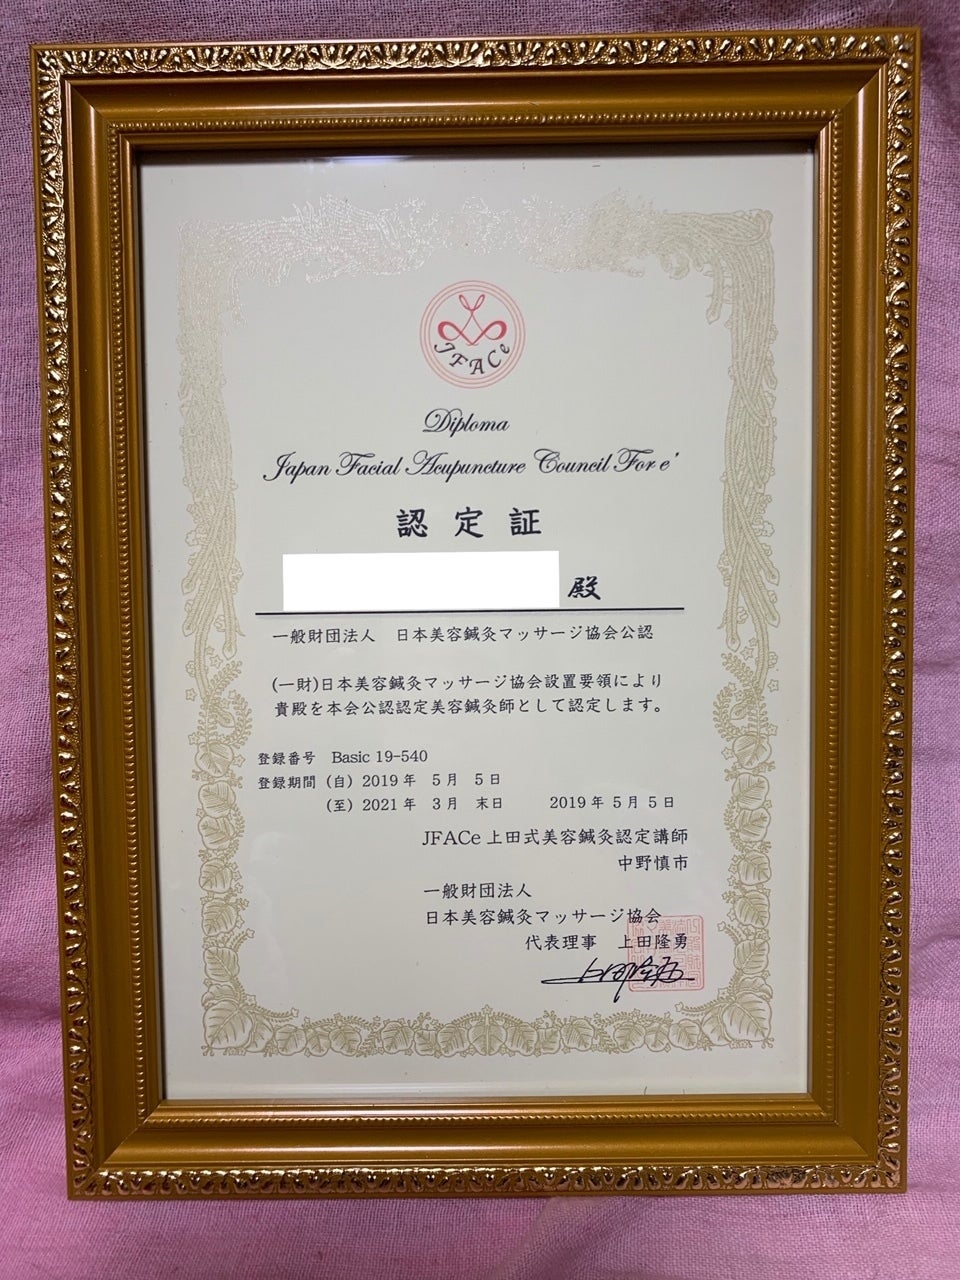 JFACe
Diploma
Japan Facial Acupuncture Council For e'
認定証
殿
一般財団法人　日本美容鍼灸マッサージ協会公認
(一財)日本美容鍼灸マッサージ協会設置要領により
貴殿を本会公認認定美容鍼灸師として認定します。
登録番号　Basic 19-540
登録期間（自）2019年　5月　5日
（至）2021年　3月　末日　　2019年5月5日
JFACe上田式美容鍼灸認定講師
中野慎市
一般財団法人
日本美容鍼灸マッサージ協会
代表理事　上田隆勇